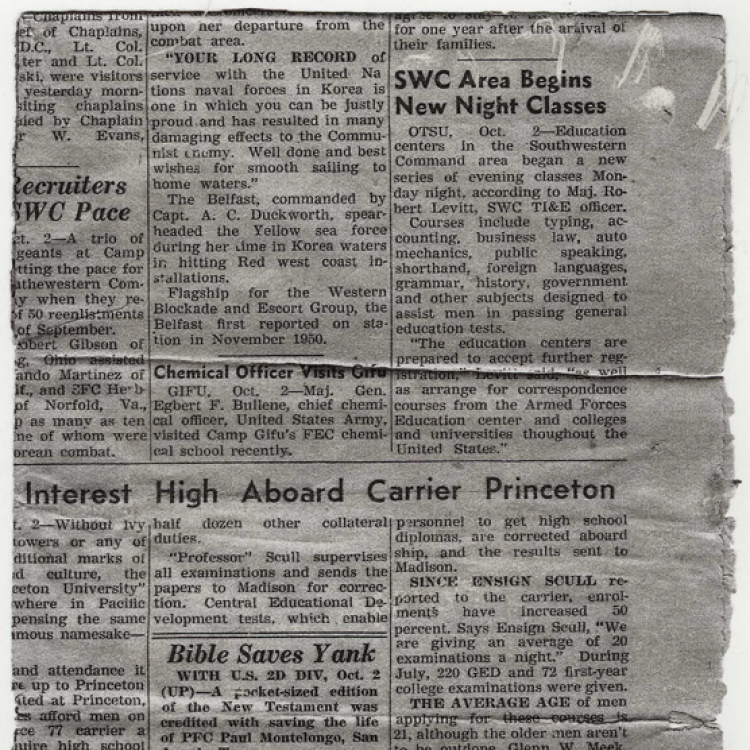 Chaplains from
ef of Chaplains,
D.C., Lt. Col.
ter and Lt. Col.
ski, were visitors
yesterday morn-
siting chaplains
nied by Chaplain
r W. Evans,
Recruiters
SWC Pace
ct. 2—A trio of
geants at Camp
tting the pace for
uthewestern Com-
y when they re-
of 50 reenlistments
of September.
obert Gibson of
g, Ohio assisted
ando Martinez of
lf., and SFC Herb
of Norfold, Va.,
p as many as ten
ne of whom were
orean combat.
upon her departure from the
combat area.
"YOUR LONG RECORD of
service with the United Na
tions naval forces in Korea is
one in which you can be justly
proud and has resulted in many
damaging effects to the Commu-
nist enemy. Well done and best
wishes for smooth sailing to
home waters."
The Belfast, commanded by
Capt. A. C. Duckworth, spear-
headed the Yellow sea force
during her time in Korea waters
in hitting Red west coast in-
stallations.
Flagship for the Western
Blockade and Escort Group, the
Belfast first reported on sta-
tion in November 1950.
Chemical Officer Visits Gifu
GIFU, Oct. 2—Maj. Gen.
Egbert F. Bullene, chief chemi-
cal officer, United States Army,
visited Camp Gifu's FEC chemi-
cal school recently.
for one year after the arrival of
their families.
SWC Area Begins
New Night Classes
OTSU, Oct. 2—Education
centers in the Southwestern
Command area began a new
series of evening classes Mon-
day night, according to Maj. Ro-
bert Levitt, SWC TI&E officer.
Courses include typing, ac-
counting, business law, auto
mechanics, public speaking,
shorthand, foreign languages,
grammar, history, government
and other subjects designed to
assist men in passing general
education tests.
"The education centers are
prepared to accept further reg-
istration," Levitt said, "as well
as arrange for correspondence
courses from the Armed Forces
Education center and colleges
and universities thoughout the
United States."
Interest High Aboard Carrier Princeton
t. 2—Without ivy
towers or any of
ditional marks of
nd culture, the
ceton University"
where in Pacific
pensing the same
amous namesake—
and attendance it
re up to Princeton
ated at Princeton,
ss afford men on
rce 77 carrier a
uire high school
half dozen other collateral
duties.
"Professor" Scull supervises
all examinations and sends the
papers to Madison for correc-
tion. Central Educational De-
velopment tests, which enable
Bible Saves Yank
WITH U.S. 2D DIV, Oct. 2
(UP)—A pocket-sized edition
of the New Testament was
credited with saving the life
of PFC Paul Montelongo, San
personnel to get high school
diplomas, are corrected aboard
ship, and the results sent to
Madison.
SINCE ENSIGN SCULL re-
ported to the carrier, enrol-
ments have increased 50
percent. Says Ensign Scull, "We
are giving an average of 20
examinations a night." During
July, 220 GED and 72 first-year
college examinations were given.
THE AVERAGE AGE of men
applying for these courses is
21, although the older men aren't
to be outdone. Glenn W. Meek